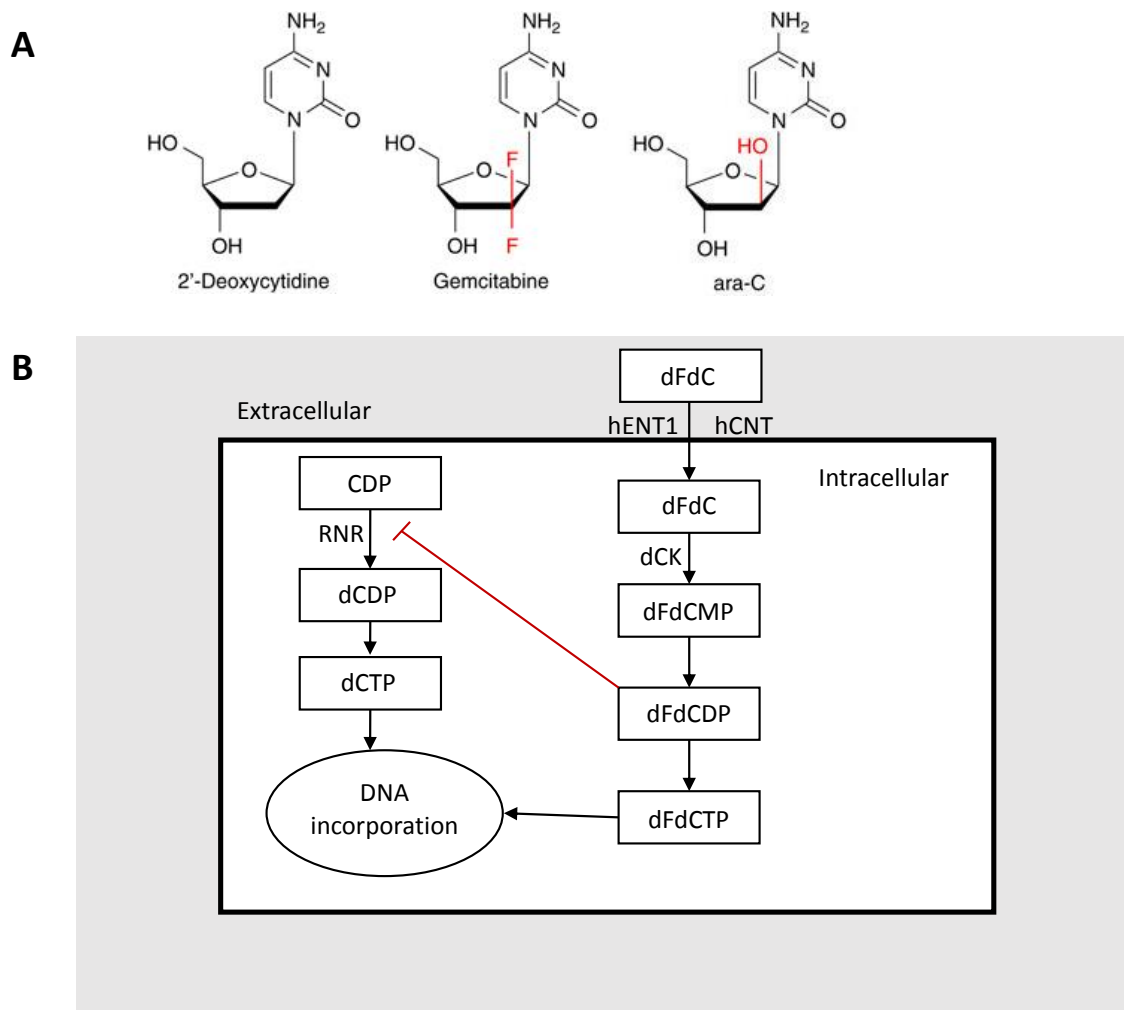 A
NH2
N
N
O
HO
O
OH
2'-Deoxycytidine
NH2
N
N
O
HO
O
F
F
OH
Gemcitabine
NH2
N
N
O
HO
HO
O
OH
ara-C
B
dFdC
Extracellular
hENT1 hCNT
CDP
Intracellular
dFdC
RNR
dCK
dCDP
dFdCMP
dCTP
dFdCDP
DNA
incorporation
dFdCTP